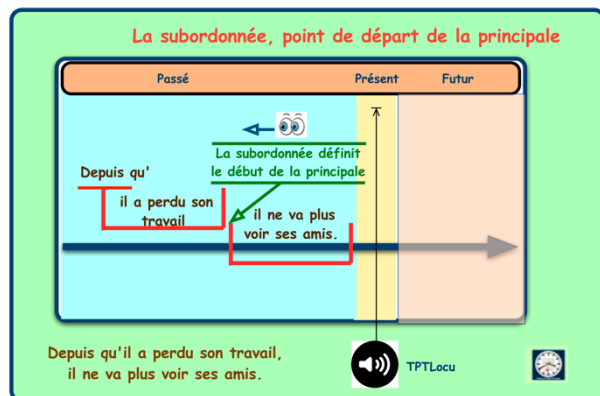 La subordonnée, point de départ de la principale
Passé Présent Futur
La subordonnée définit
le début de la principale
Depuis qu'
il a perdu son
travail
il ne va plus
voir ses amis.
Depuis qu'il a perdu son travail,
il ne va plus voir ses amis.
TPTLocu